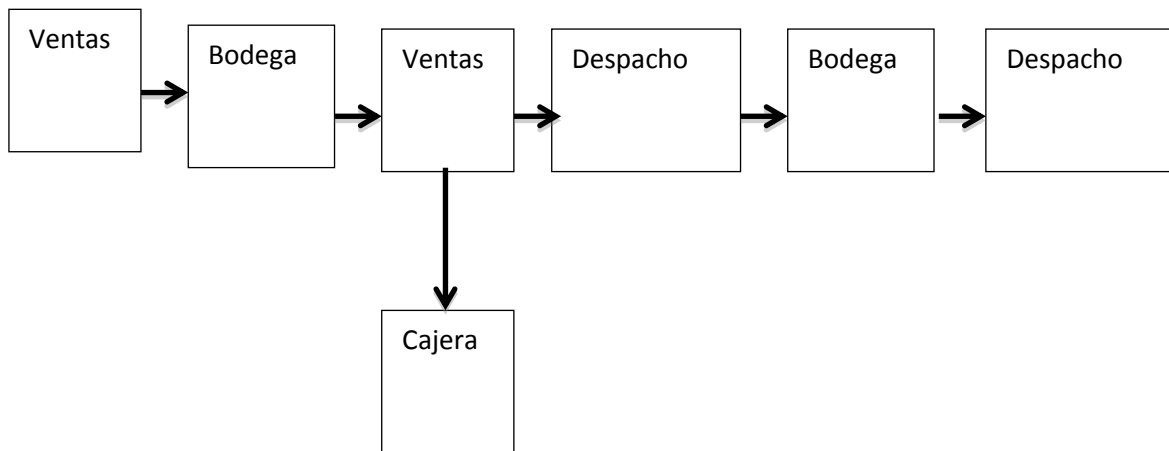 Ventas
Bodega
Ventas
Despacho
Bodega
Despacho
Cajera